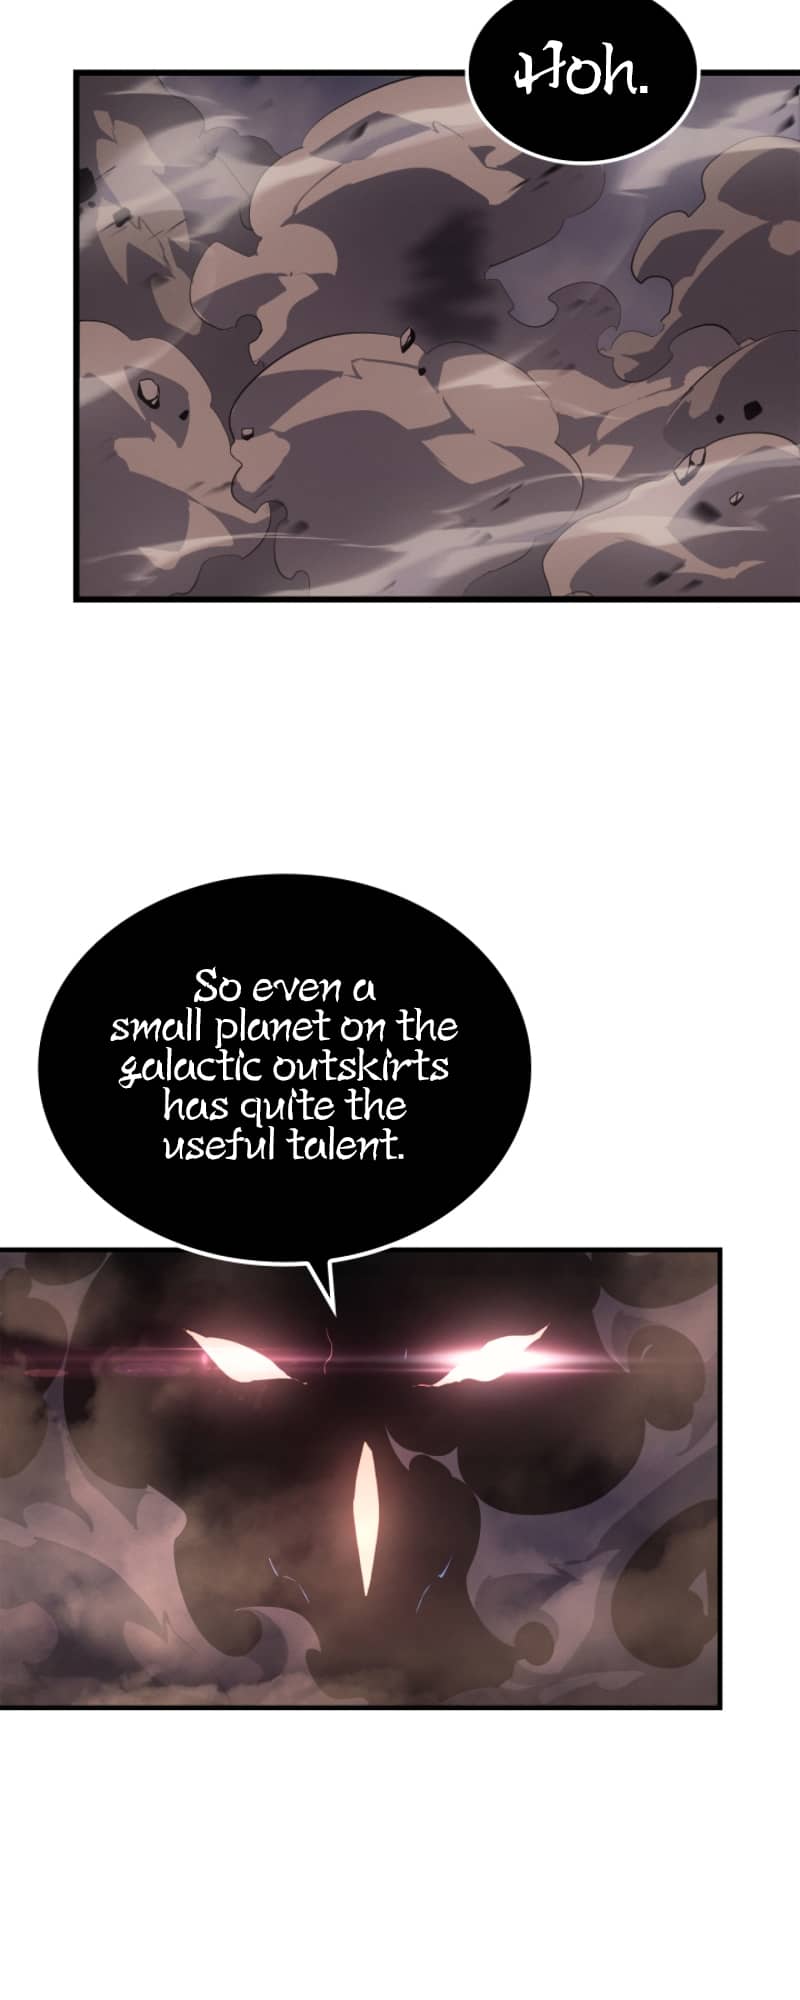 Hoh.
So even a
small planet on the
galactic outskirts
has quite the
useful talent.